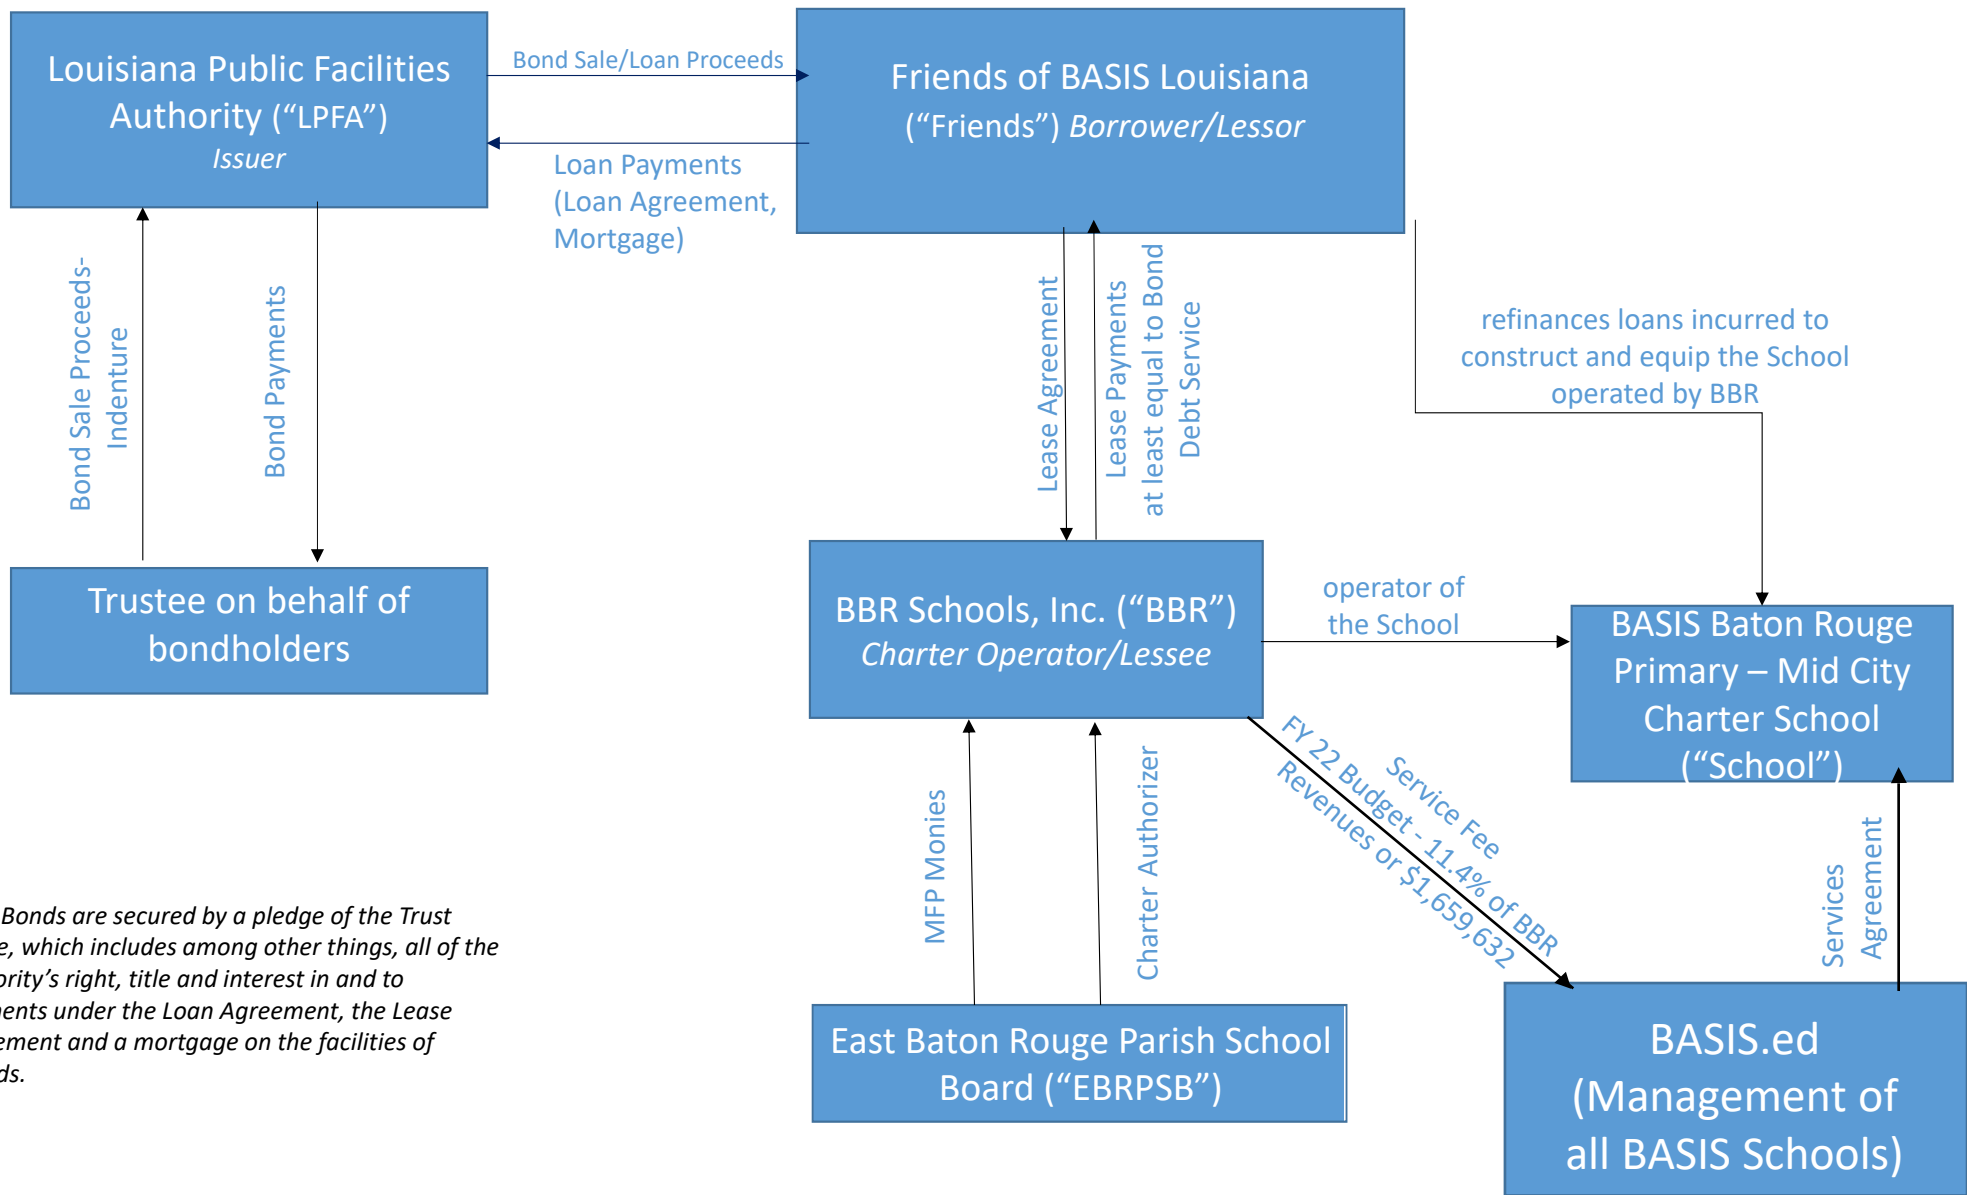 Louisiana Public Facilities
Authority (“LPFA”)
Issuer
Bond Sale/Loan Proceeds
Friends of BASIS Louisiana
(“Friends”) Borrower/Lessor
Loan Payments
(Loan Agreement,
Mortgage)
Bond Sale Proceeds-
Indenture
Bond Payments
Lease Agreement
Lease Payments
at least equal to Bond
Debt Service
refinances loans incurred to
construct and equip the School
operated by BBR
Trustee on behalf of
bondholders
BBR Schools, Inc. (“BBR”)
Charter Operator/Lessee
operator of
the School
BASIS Baton Rouge
Primary – Mid City
Charter School
(“School”)
MFP Monies
Charter Authorizer
Service Fee
FY 22 Budget - 11.4% of BBR
Revenues or $1,659,632
Services
Agreement
Bonds are secured by a pledge of the Trust
which includes among other things, all of the
right, title and interest in and to
under the Loan Agreement, the Lease
and a mortgage on the facilities of
East Baton Rouge Parish School
Board (“EBRPSB”)
BASIS.ed
(Management of
all BASIS Schools)